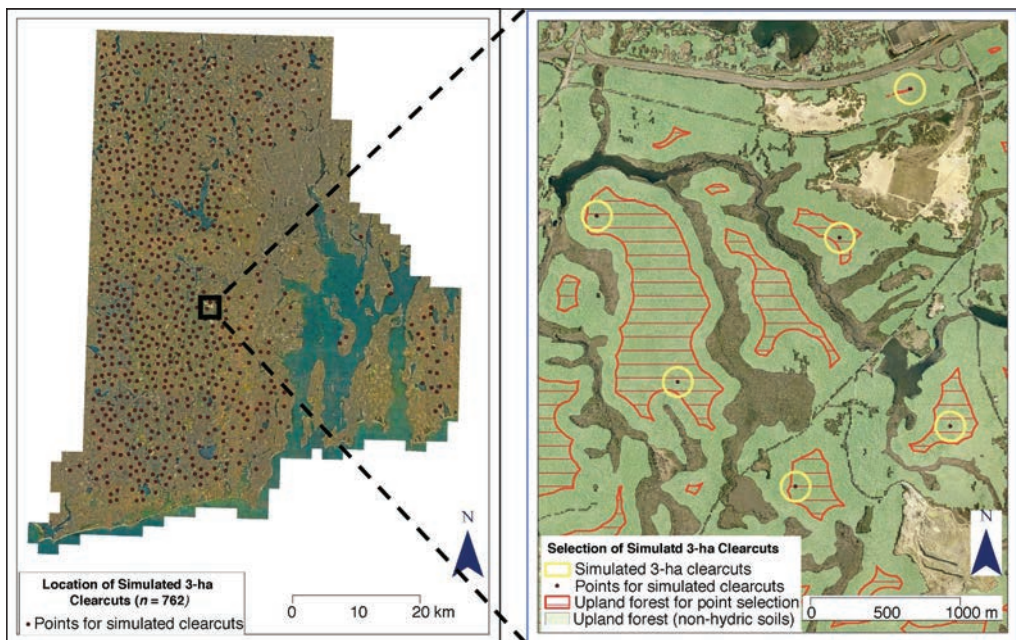 N
Location of Simulated 3-ha
Clearcuts (n = 762)
Points for simulated clearcuts
0 10 20 km
N
Selection of Simulatd 3-ha Clearcuts
Simulated 3-ha clearcuts
Points for simulated clearcuts
Upland forest for point selection
Upland forest (non-hydric soils)
0 500 1000 m